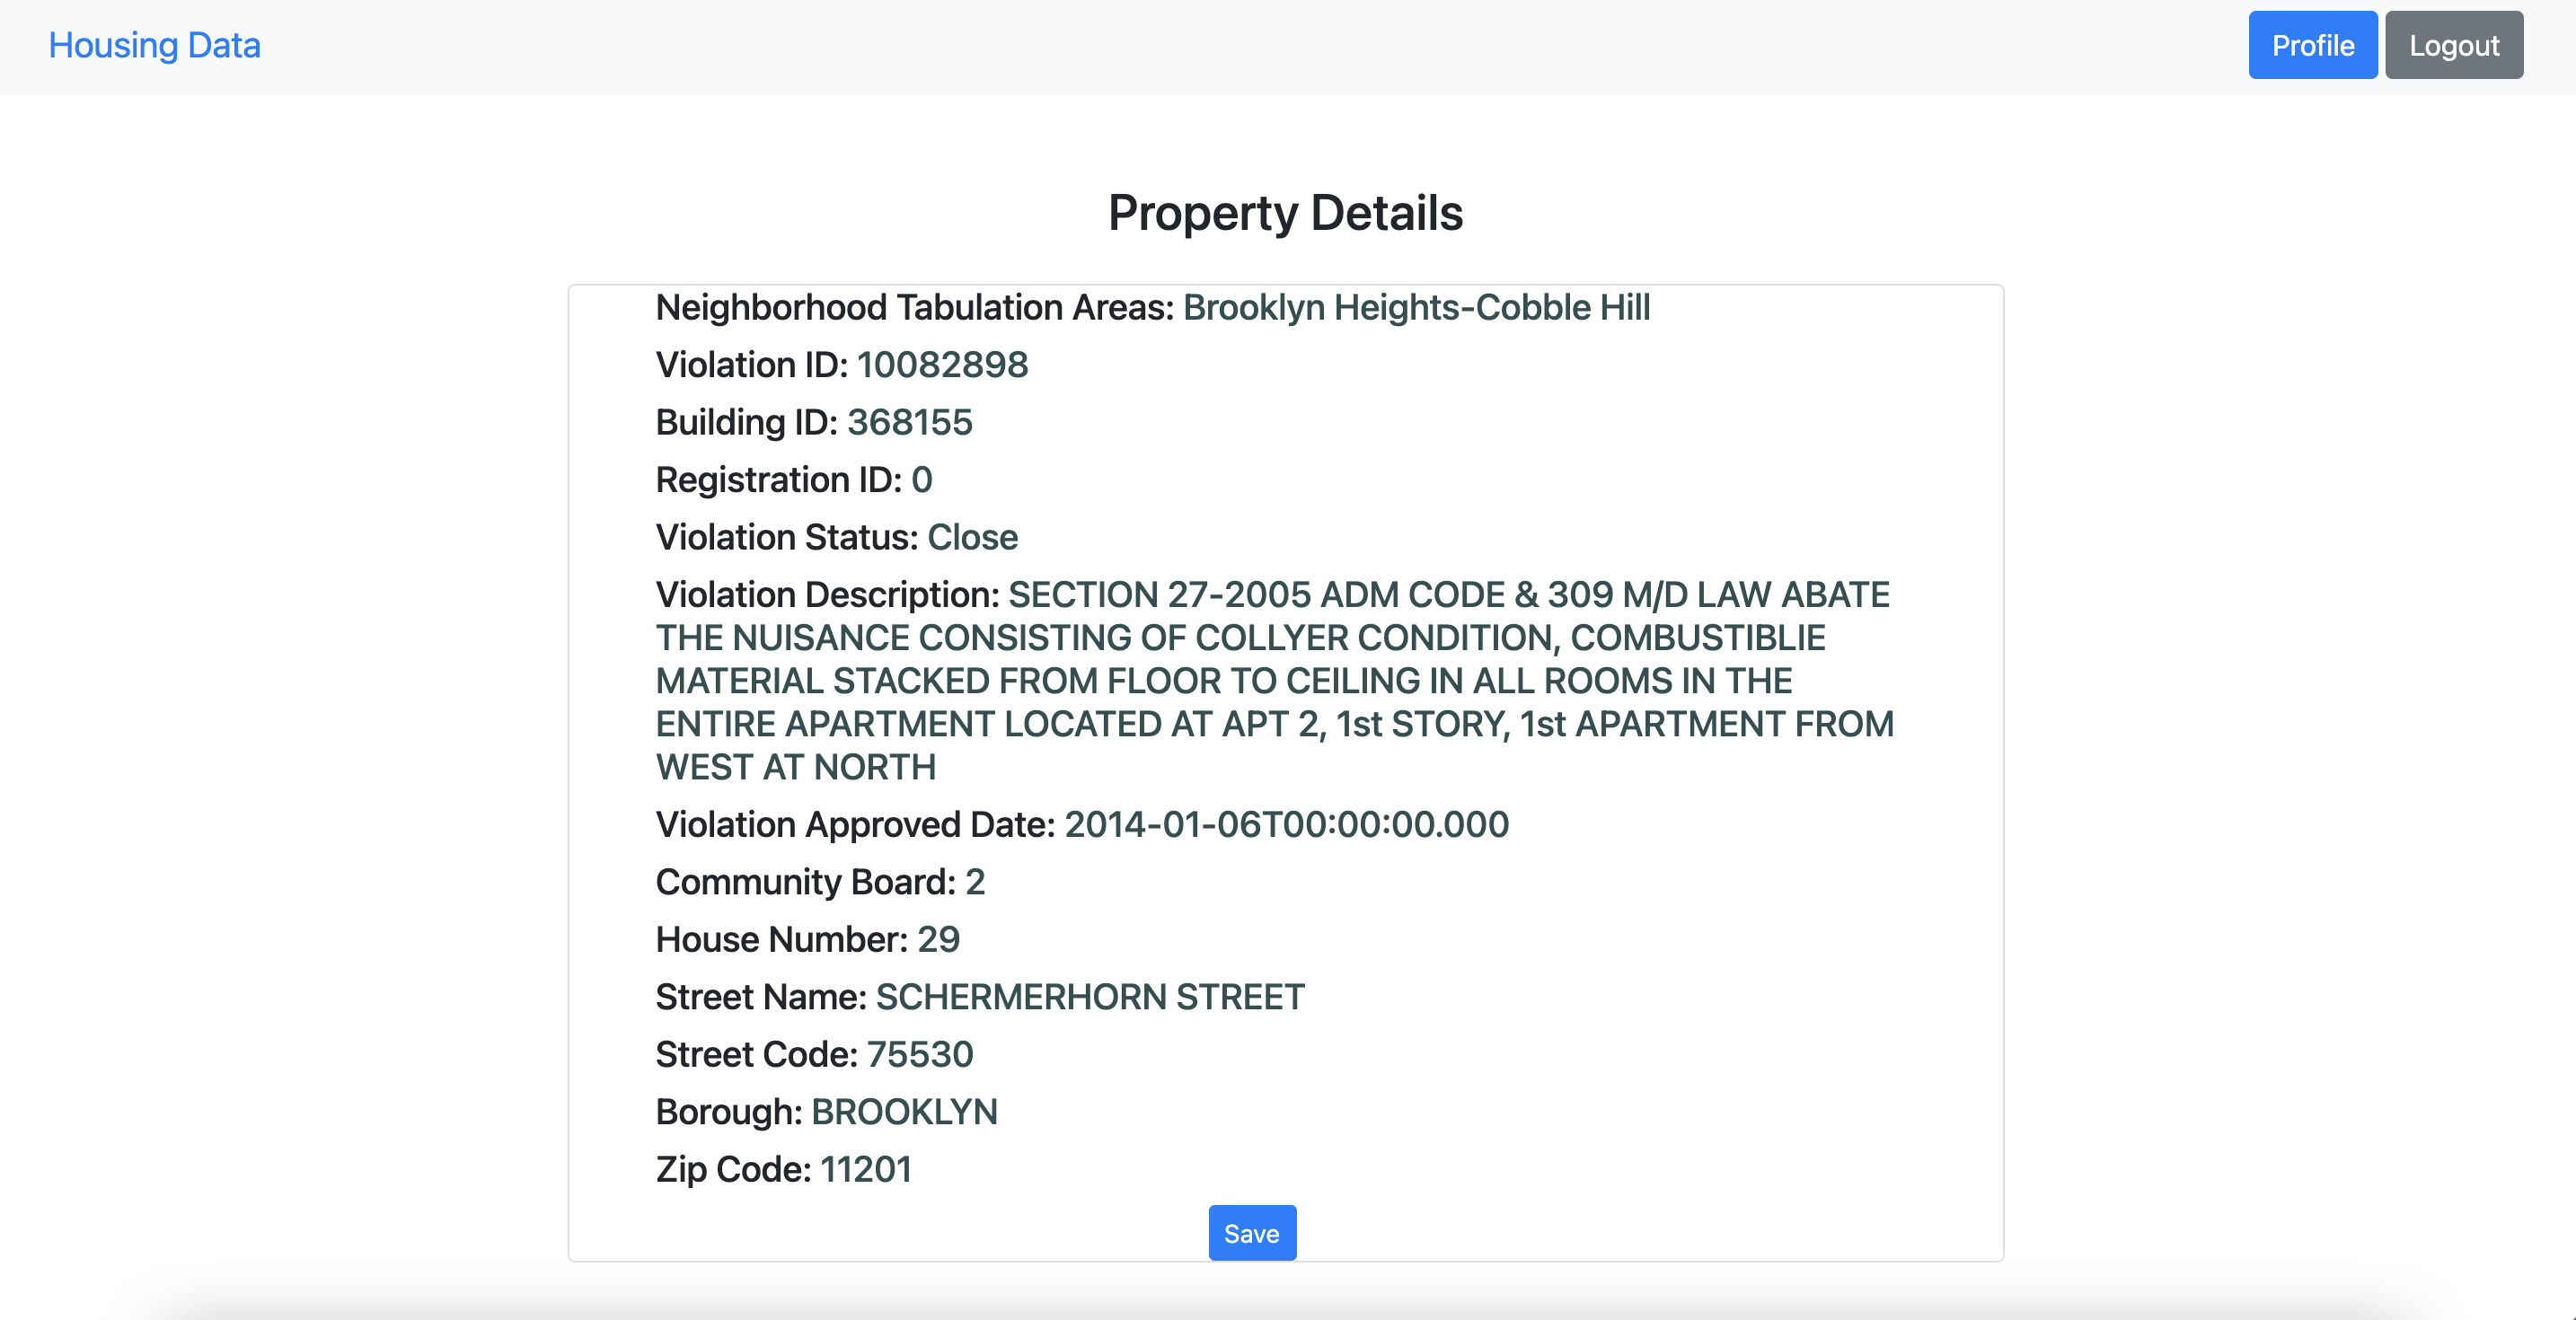 Housing Data
Profile
Logout
Property Details
Neighborhood Tabulation Areas: Brooklyn Heights-Cobble Hill
Violation ID: 10082898
Building ID: 368155
Registration ID: 0
Violation Status: Close
Violation Description: SECTION 27-2005 ADM CODE & 309 M/D LAW ABATE
THE NUISANCE CONSISTING OF COLLYER CONDITION, COMBUSTIBLIE
MATERIAL STACKED FROM FLOOR TO CEILING IN ALL ROOMS IN THE
ENTIRE APARTMENT LOCATED AT APT 2, 1st STORY, 1st APARTMENT FROM
WEST AT NORTH
Violation Approved Date: 2014-01-06T00:00:00.000
Community Board: 2
House Number: 29
Street Name: SCHERMERHORN STREET
Street Code: 75530
Borough: BROOKLYN
Zip Code: 11201
Save